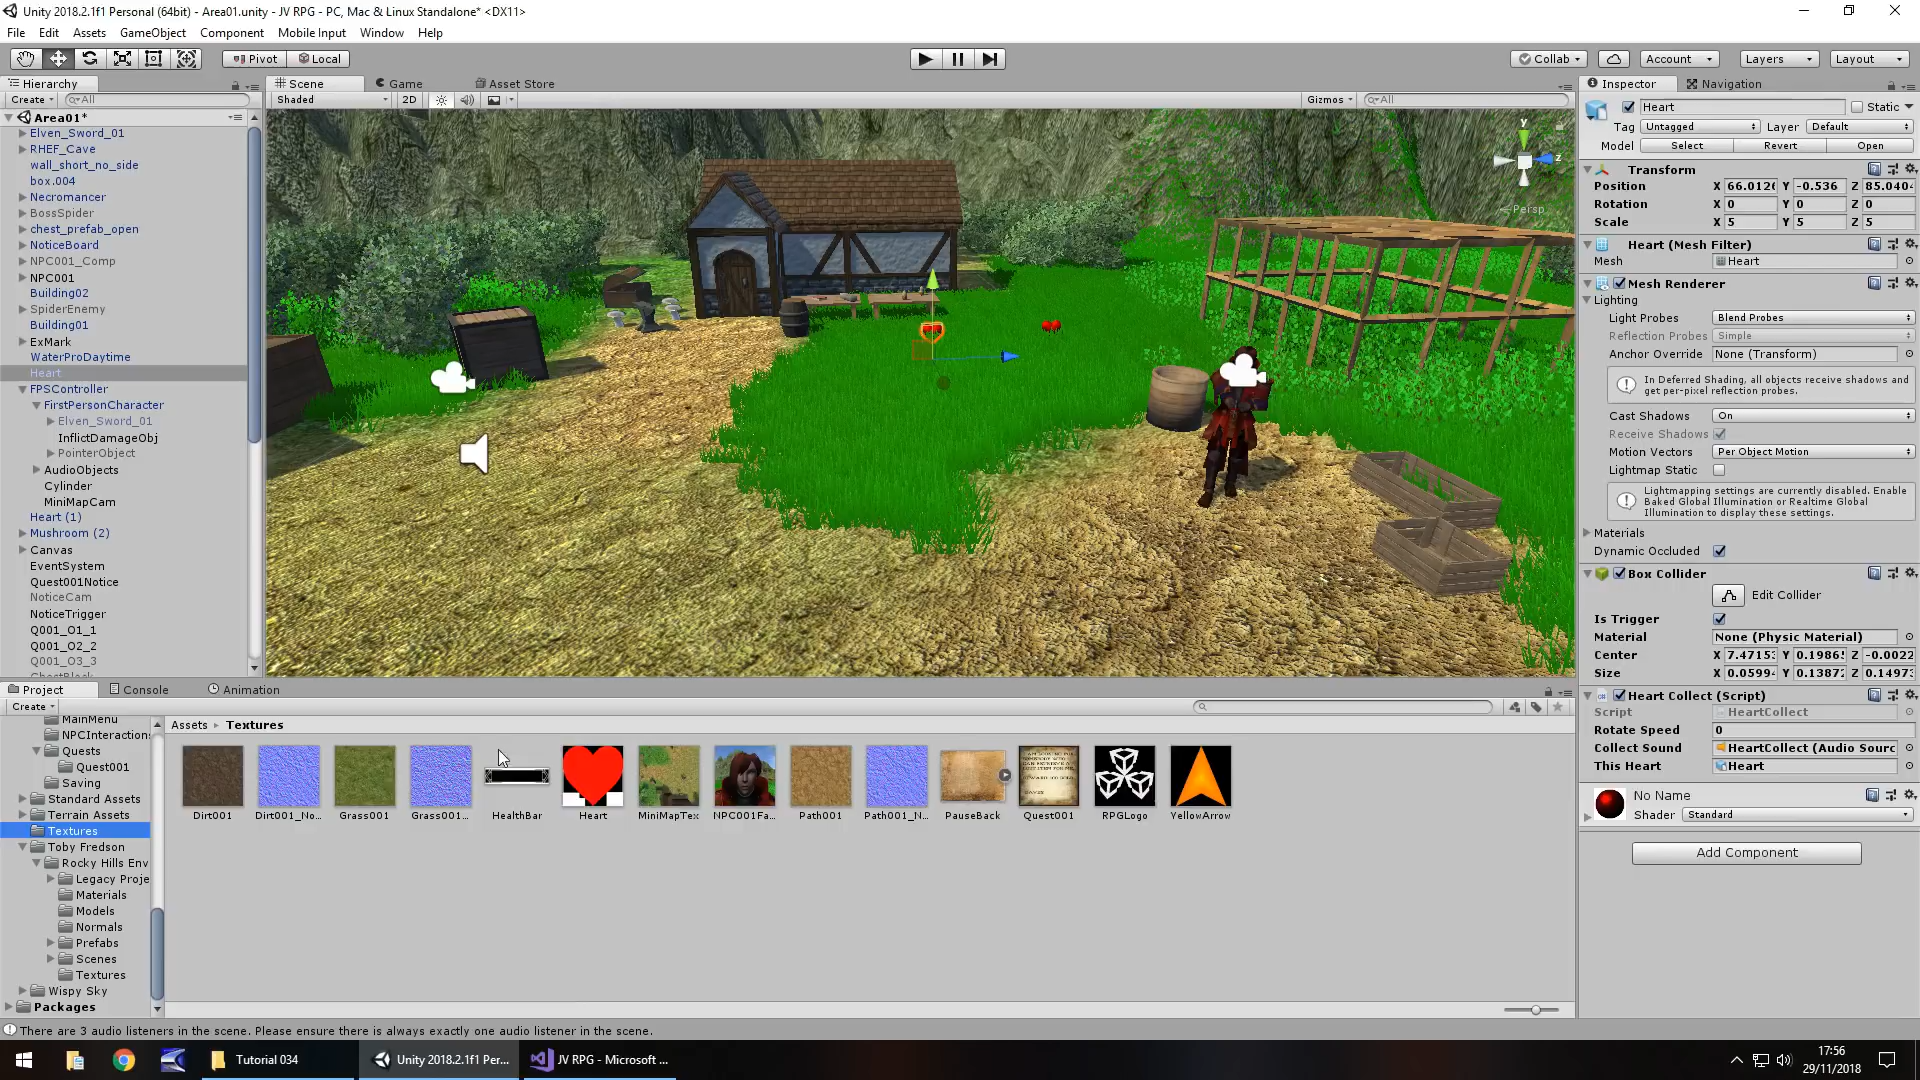 Unity 2018.2.1f1 Personal (64bit) - Area01.unity - JV RPG - PC, Mac & Linux Standalone* <DX11>
File Edit Assets GameObject Component Mobile Input Window Help
Pivot Local Collab Account Layers Layout
Hierarchy Scene Game Asset Store Inspector Navigation
Create All Shaded 2D Gizmos All
Area01*
Elven_Sword_01
RHEF_Cave
wall_short_no_side
box.004
Necromancer
BossSpider
chest_prefab_open
NoticeBoard
NPC001_Comp
NPC001
Building02
SpiderEnemy
Building01
ExMark
WaterProDaytime
Heart
FPSController
FirstPersonCharacter
Elven_Sword_01
InflictDamageObj
PointerObject
AudioObjects
Cylinder
MiniMapCam
Heart (1)
Mushroom (2)
Canvas
EventSystem
Quest001Notice
NoticeCam
NoticeTrigger
Q001_O1_1
Q001_O2_2
Q001_O3_3
y
z
Persp
Heart Static
Tag Untagged Layer Default
Model Select Revert Open
Transform
Position X 66.0126 Y -0.536 Z 85.0404
Rotation X 0 Y 0 Z 0
Scale X 5 Y 5 Z 5
Heart (Mesh Filter)
Mesh Heart
Mesh Renderer
Lighting
Light Probes Blend Probes
Reflection Probes Simple
Anchor Override None (Transform)
In Deferred Shading, all objects receive shadows and
get per-pixel reflection probes.
Cast Shadows On
Receive Shadows
Motion Vectors Per Object Motion
Lightmap Static
Lightmapping settings are currently disabled. Enable
Baked Global Illumination or Realtime Global
Illumination to display these settings.
Materials
Dynamic Occluded
Box Collider
Edit Collider
Is Trigger
Material None (Physic Material)
Center X 7.4715 Y 0.1986 Z -0.0022
Size X 0.0599 Y 0.1387 Z 0.1497
Heart Collect (Script)
Script HeartCollect
Rotate Speed 0
Collect Sound HeartCollect (Audio Sourc
This Heart Heart
No Name
Shader Standard
Add Component
Project Console Animation
Create
MainMenu
NPCInteraction
Quests
Quest001
Saving
Standard Assets
Terrain Assets
Textures
Toby Fredson
Rocky Hills Env
Legacy Proje
Materials
Models
Normals
Prefabs
Scenes
Textures
Wispy Sky
Packages
Assets Textures
Dirt001 Dirt001_No... Grass001 Grass001... HealthBar Heart MiniMapTex NPC001Fa... Path001 Path001_N... PauseBack Quest001 RPGLogo YellowArrow
There are 3 audio listeners in the scene. Please ensure there is always exactly one audio listener in the scene.
Tutorial 034 Unity 2018.2.1f1 Per... JV RPG - Microsoft ...
17:56
29/11/2018